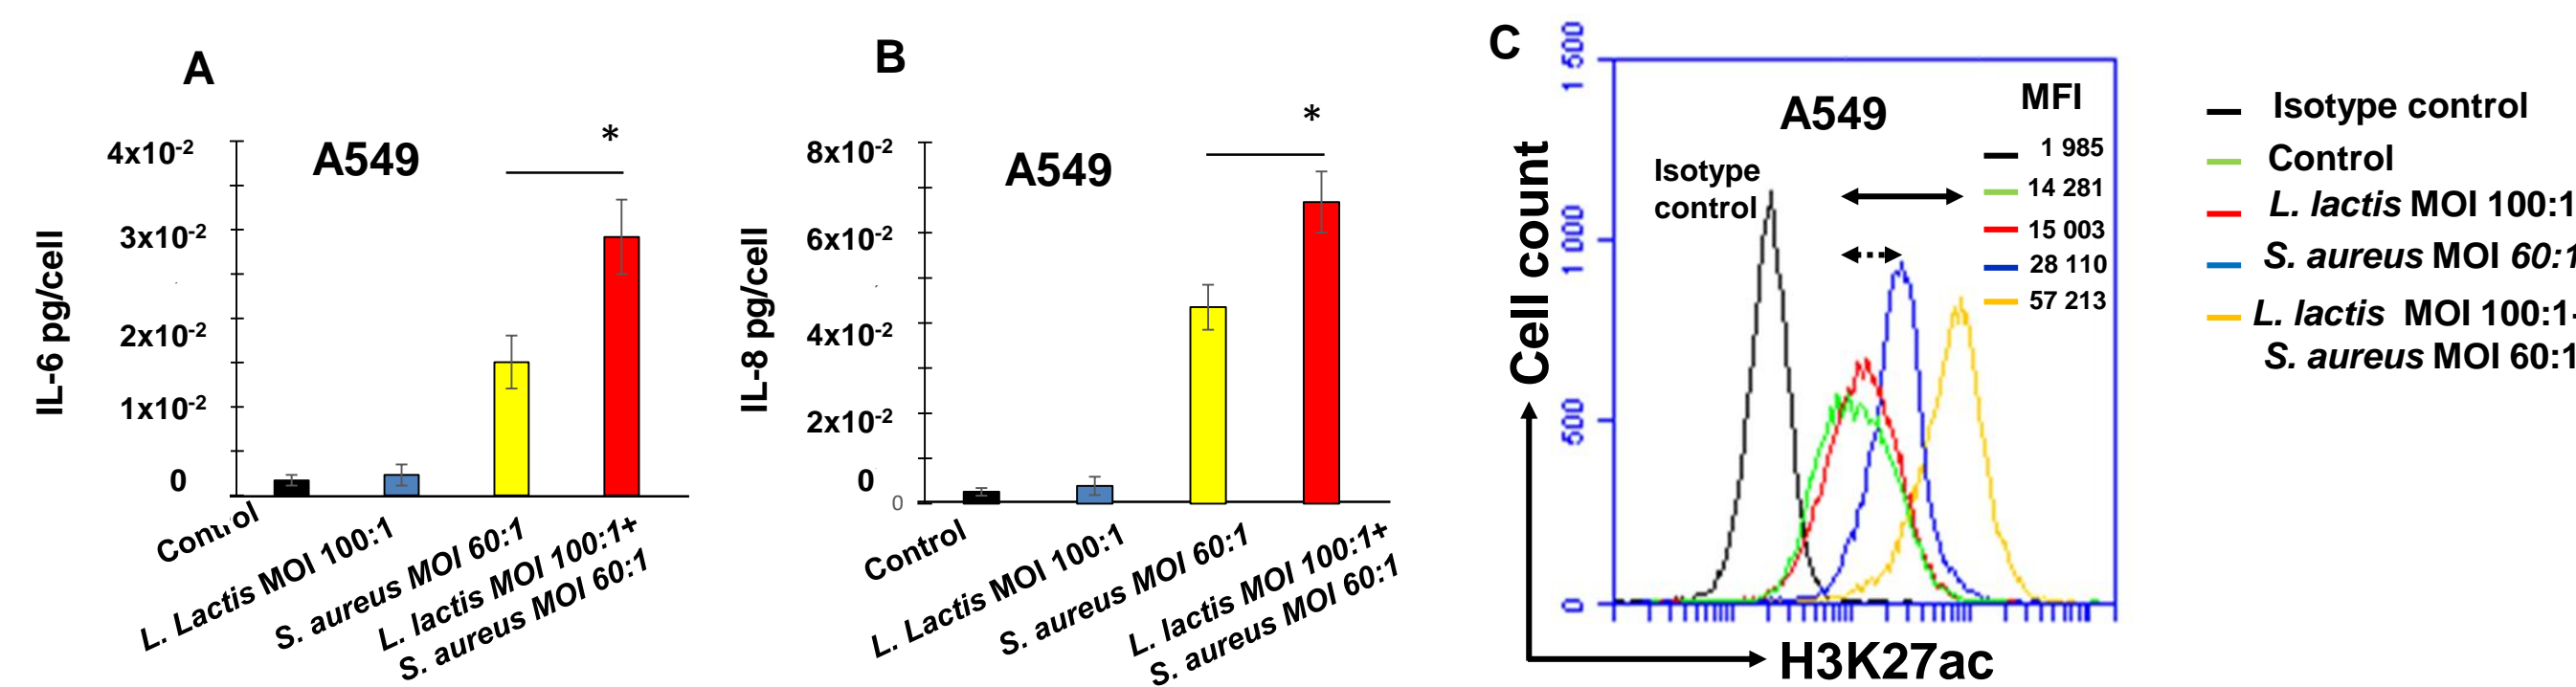 A
A549
*
4x10-2
3x10-2
2x10-2
1x10-2
0
IL-6 pg/cell
Control
L. Lactis MOI 100:1
S. aureus MOI 60:1
L. lactis MOI 100:1+
S. aureus MOI 60:1
B
A549
*
8x10-2
6x10-2
4x10-2
2x10-2
0
0
IL-8 pg/cell
Control
L. Lactis MOI 100:1
S. aureus MOI 60:1
L. lactis MOI 100:1+
S. aureus MOI 60:1
C
1 500
1 000
500
0
Cell count
A549
Isotype
control
MFI
1 985
14 281
15 003
28 110
57 213
H3K27ac
Isotype control
Control
L. lactis MOI 100:1
S. aureus MOI 60:1
L. lactis MOI 100:1+
S. aureus MOI 60:1